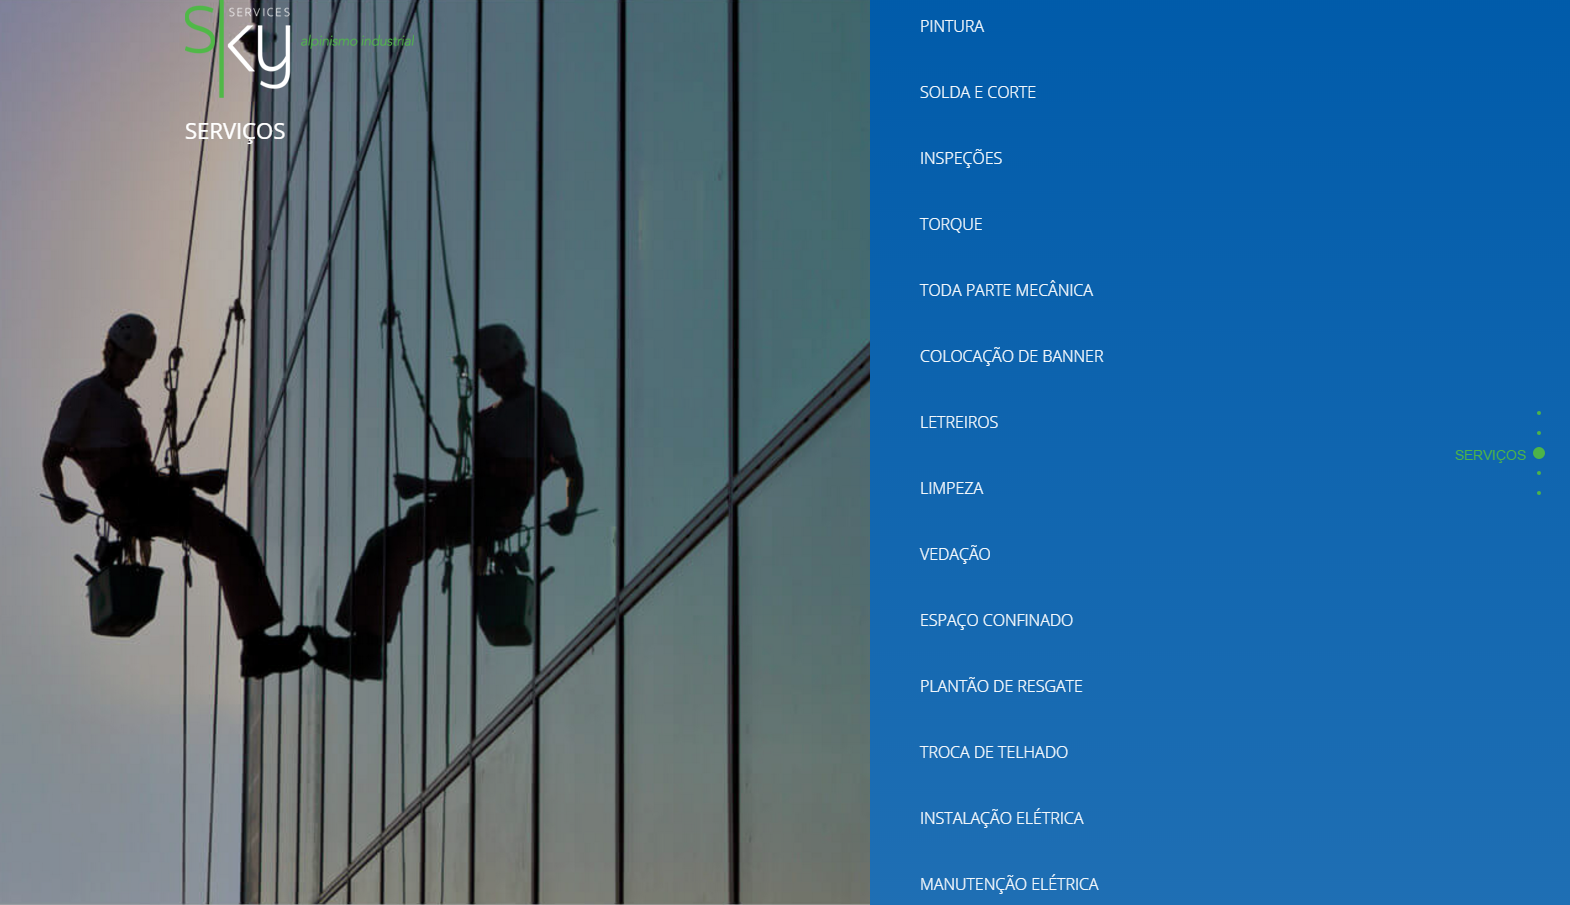 SERVICES
Sky
alpinismo industrial
SERVIÇOS
PINTURA
SOLDA E CORTE
INSPEÇÕES
TORQUE
TODA PARTE MECÂNICA
COLOCAÇÃO DE BANNER
LETREIROS
LIMPEZA
VEDAÇÃO
ESPAÇO CONFINADO
PLANTÃO DE RESGATE
TROCA DE TELHADO
INSTALAÇÃO ELÉTRICA
MANUTENÇÃO ELÉTRICA
SERVIÇOS